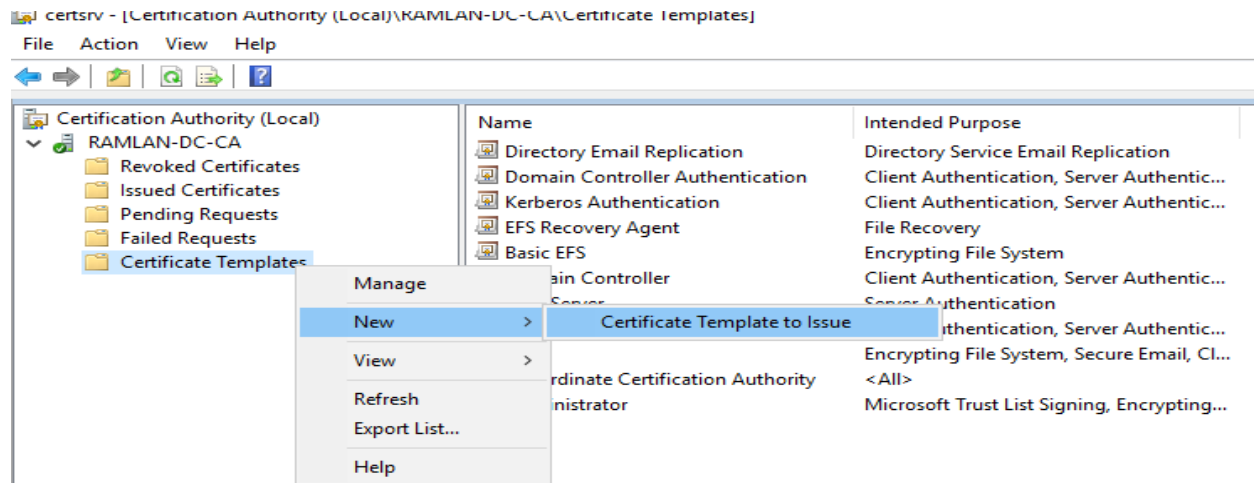 certsrv - [Certification Authority (Local)\RAMLAN-DC-CA\Certificate Templates]
File Action View Help
Certification Authority (Local)
RAMLAN-DC-CA
Revoked Certificates
Issued Certificates
Pending Requests
Failed Requests
Certificate Templates
Manage
New >
View >
Refresh
Export List...
Help
Certificate Template to Issue
Name Intended Purpose
Directory Email Replication Directory Service Email Replication
Domain Controller Authentication Client Authentication, Server Authentic...
Kerberos Authentication Client Authentication, Server Authentic...
EFS Recovery Agent File Recovery
Basic EFS Encrypting File System
ain Controller Client Authentication, Server Authentic...
Server Server Authentication
uthentication, Server Authentic...
Encrypting File System, Secure Email, Cl...
rdinate Certification Authority <All>
inistrator Microsoft Trust List Signing, Encrypting...